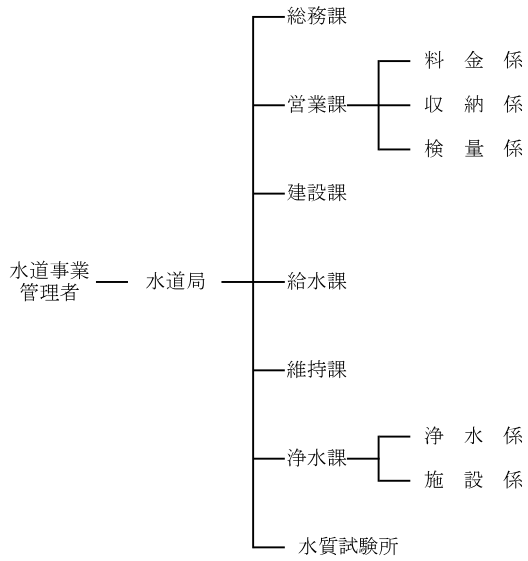 総務課
営業課
料金係
収納係
検量係
建設課
水道事業
管理者
水道局
給水課
維持課
浄水課
浄水係
施設係
水質試験所